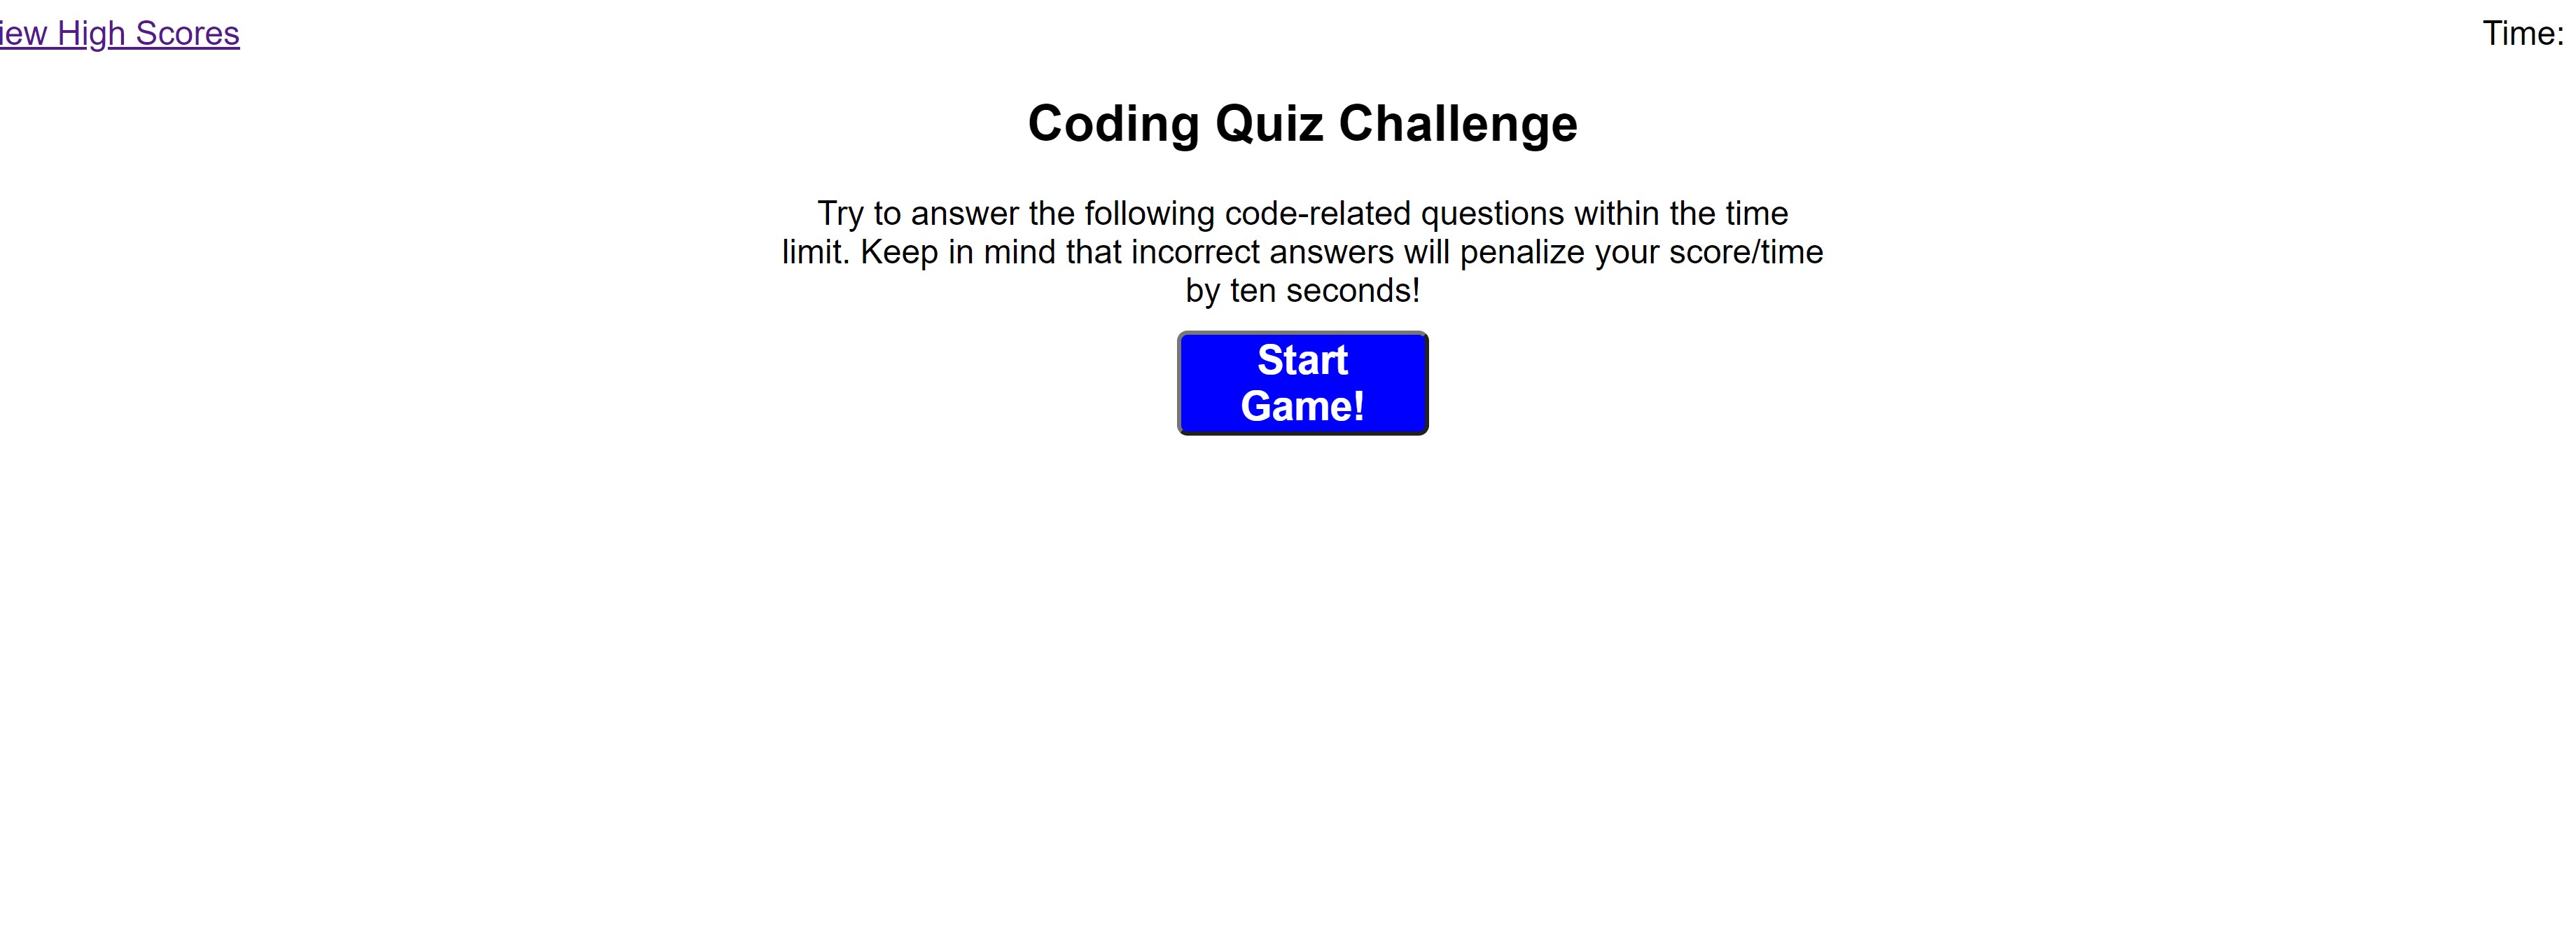 iew High Scores
Time:
Coding Quiz Challenge
Try to answer the following code-related questions within the time
limit. Keep in mind that incorrect answers will penalize your score/time
by ten seconds!
Start
Game!